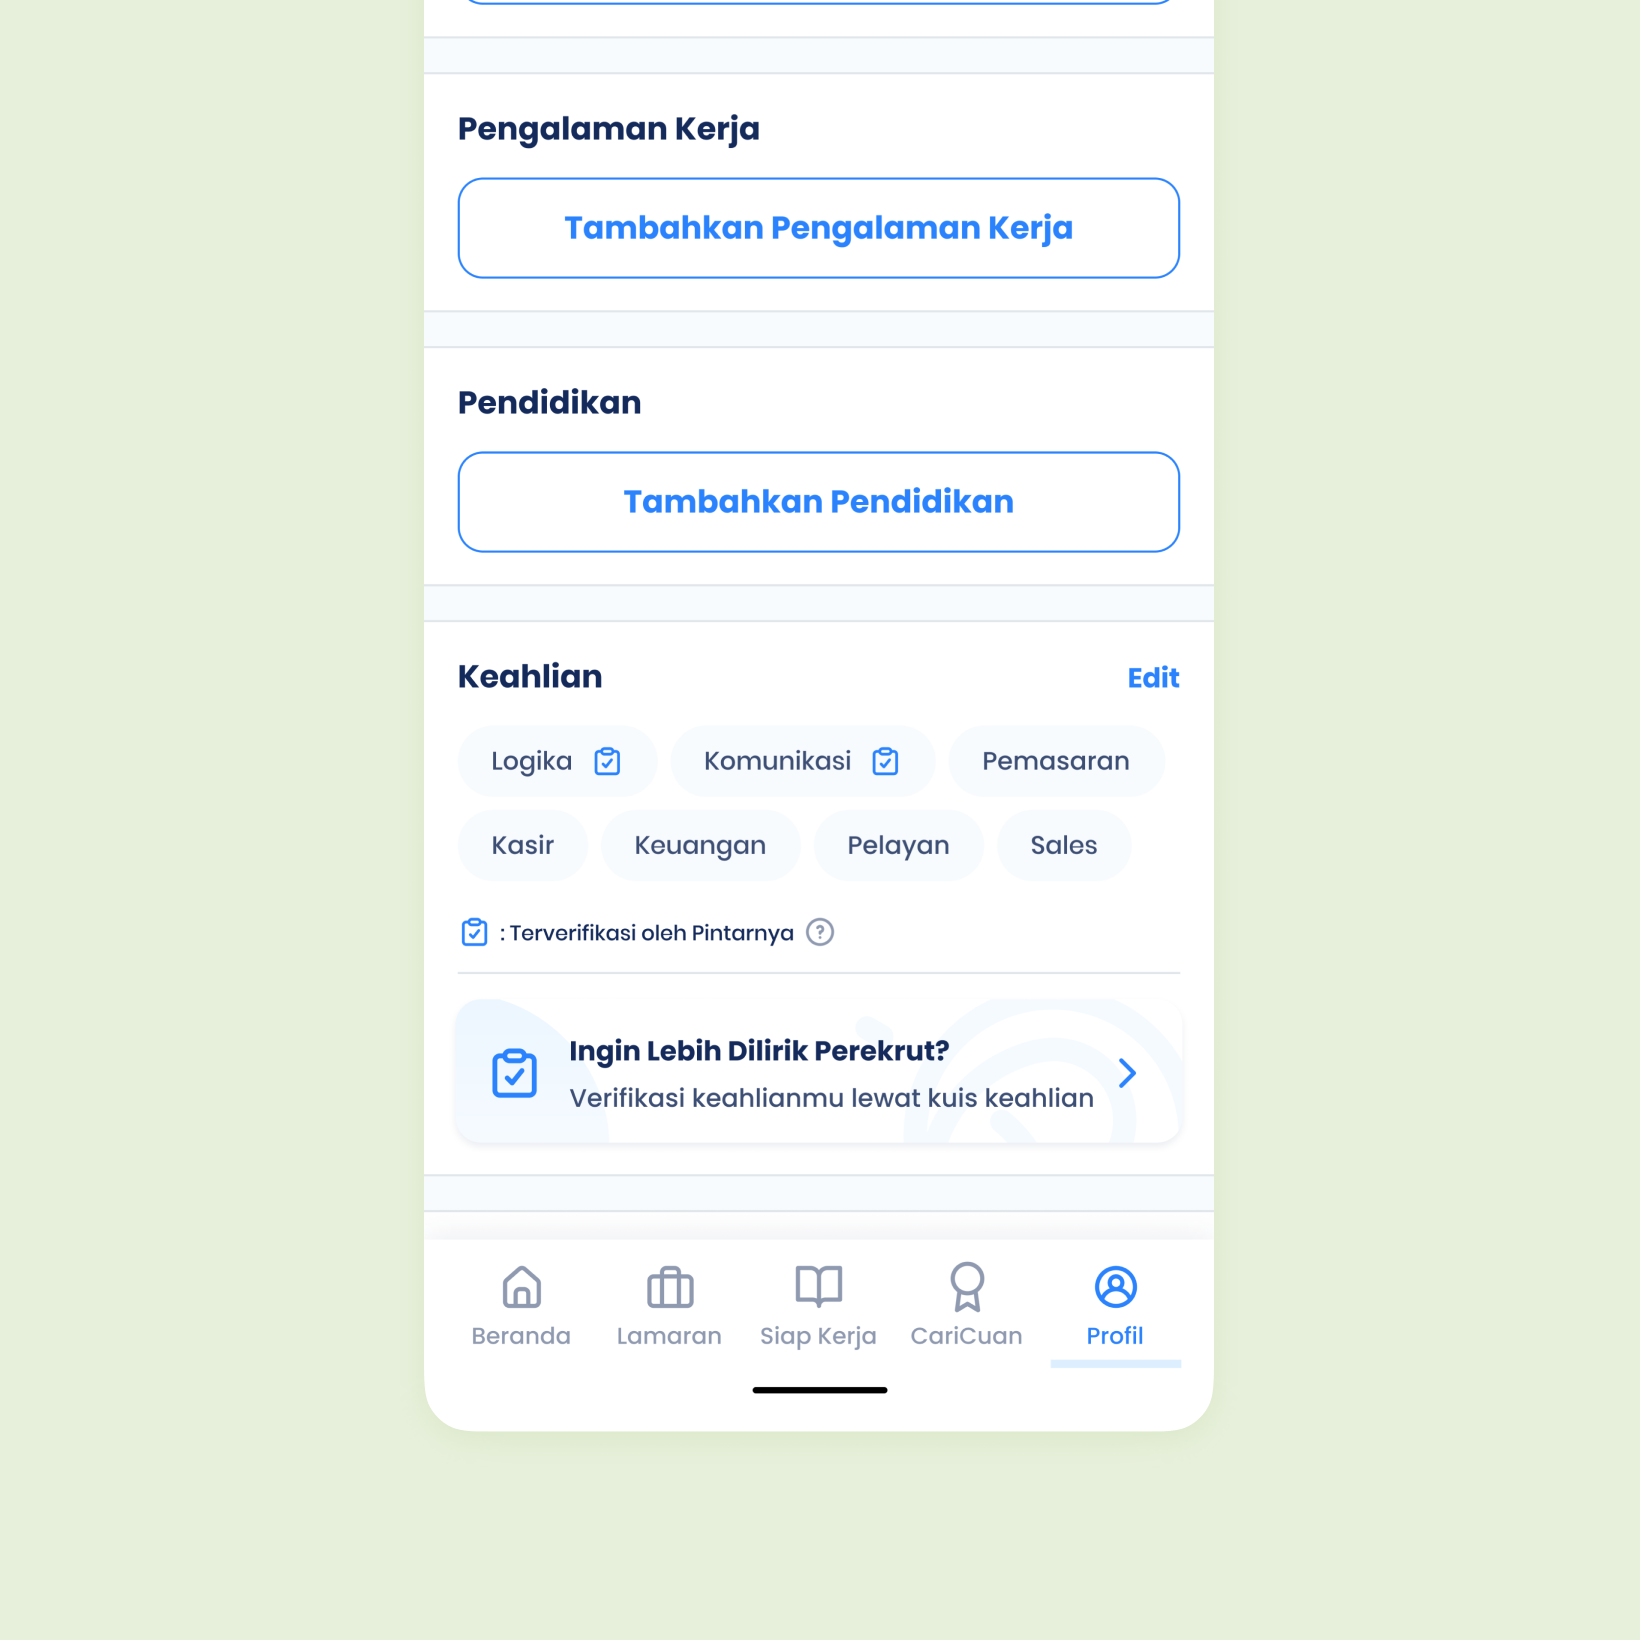 Pengalaman Kerja
Tambahkan Pengalaman Kerja
Pendidikan
Tambahkan Pendidikan
Keahlian
Edit
Logika
Komunikasi
Pemasaran
Kasir
Keuangan
Pelayan
Sales
: Terverifikasi oleh Pintarnya ?
Ingin Lebih Dilirik Perekrut?
Verifikasi keahlianmu lewat kuis keahlian
Beranda
Lamaran
Siap Kerja
CariCuan
Profil